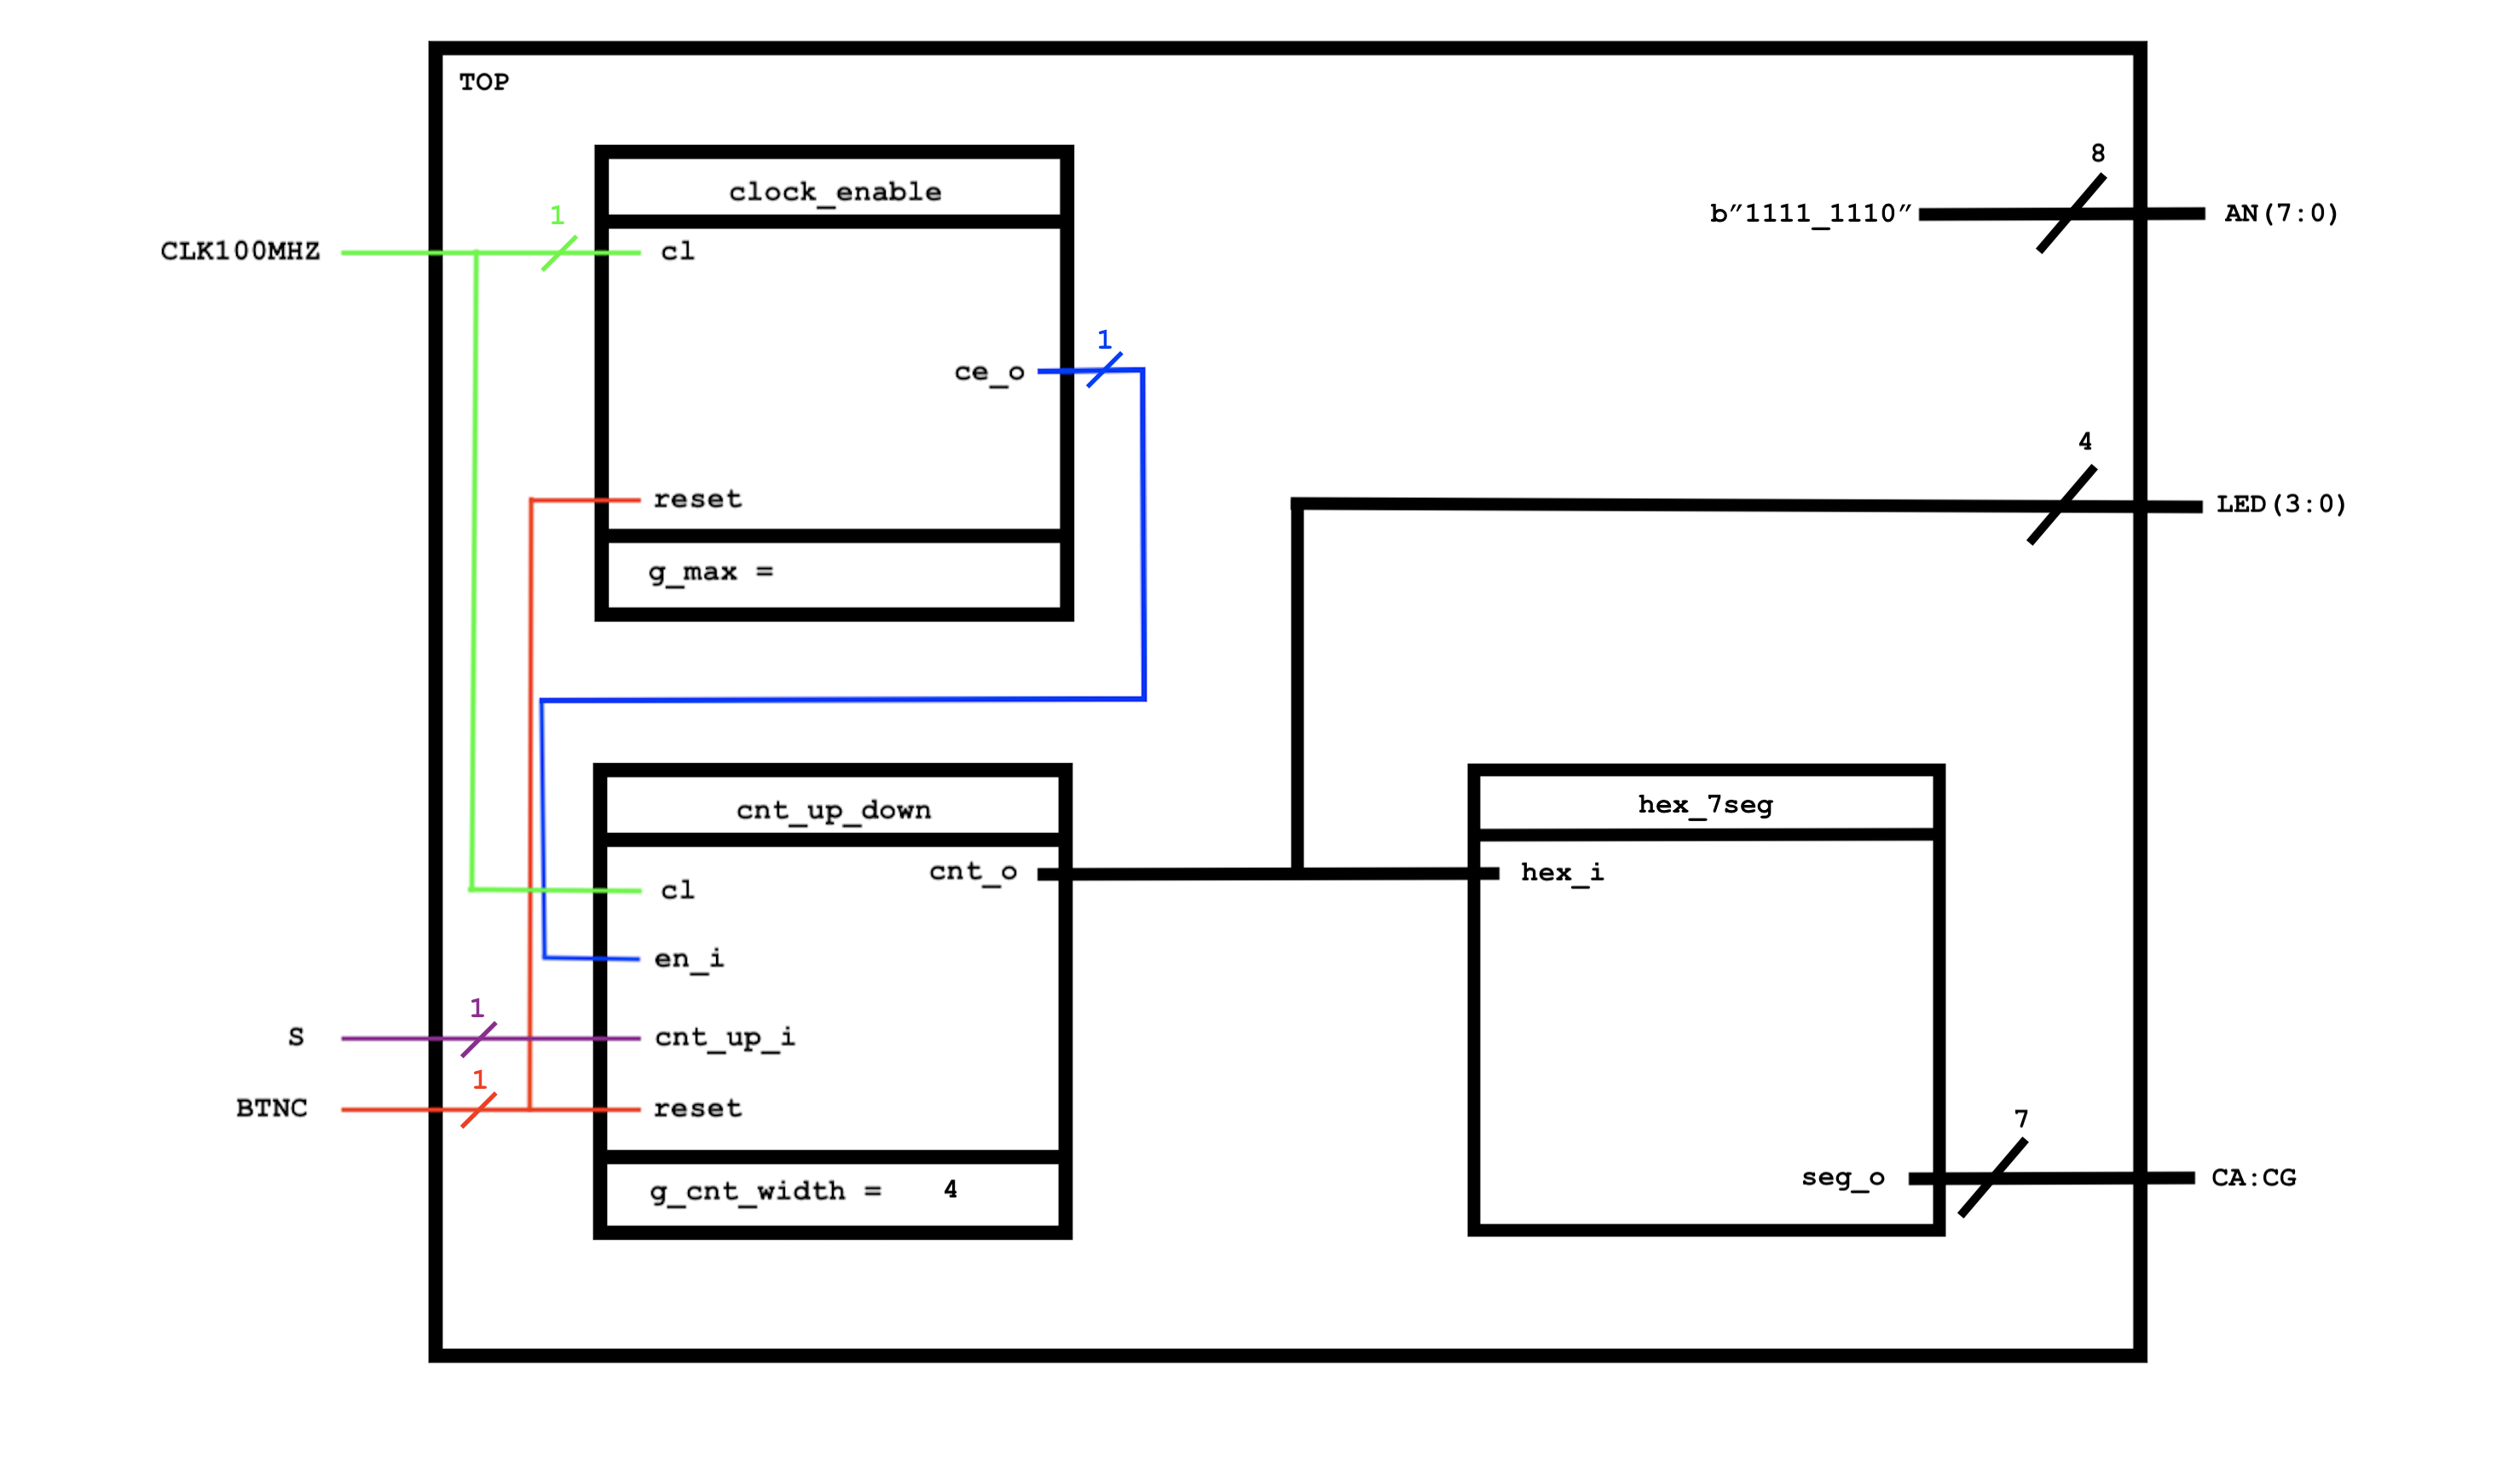 TOP
clock_enable
CLK100MHZ
1
cl
ce_o
1
reset
g_max =
b"1111_1110"
8
AN(7:0)
4
LED(3:0)
cnt_up_down
cnt_o
cl
en_i
S
1
cnt_up_i
BTNC
1
reset
g_cnt_width = 4
hex_7seg
hex_i
seg_o
7
CA:CG